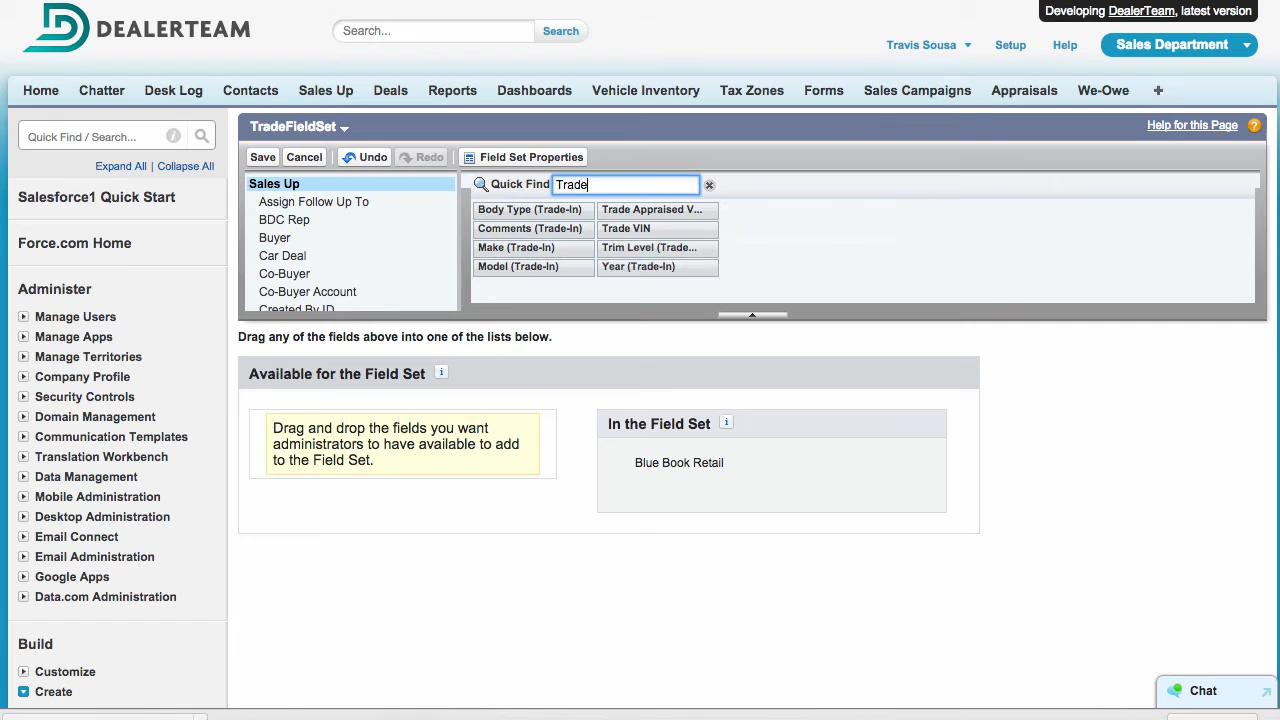 Developing DealerTeam, latest version
DEALERTEAM
Search...
Search
Travis Sousa
Setup
Help
Sales Department
Home
Chatter
Desk Log
Contacts
Sales Up
Deals
Reports
Dashboards
Vehicle Inventory
Tax Zones
Forms
Sales Campaigns
Appraisals
We-Owe
Quick Find / Search...
Expand All | Collapse All
Salesforce1 Quick Start
Force.com Home
Administer
Manage Users
Manage Apps
Manage Territories
Company Profile
Security Controls
Domain Management
Communication Templates
Translation Workbench
Data Management
Mobile Administration
Desktop Administration
Email Connect
Email Administration
Google Apps
Data.com Administration
Build
Customize
Create
TradeFieldSet
Help for this Page
Save
Cancel
Undo
Redo
Field Set Properties
Sales Up
Assign Follow Up To
BDC Rep
Buyer
Car Deal
Co-Buyer
Co-Buyer Account
Created By ID
Quick Find
Trade
Body Type (Trade-In)
Trade Appraised V...
Comments (Trade-In)
Trade VIN
Make (Trade-In)
Trim Level (Trade...
Model (Trade-In)
Year (Trade-In)
Drag any of the fields above into one of the lists below.
Available for the Field Set
Drag and drop the fields you want
administrators to have available to add
to the Field Set.
In the Field Set
Blue Book Retail
Chat